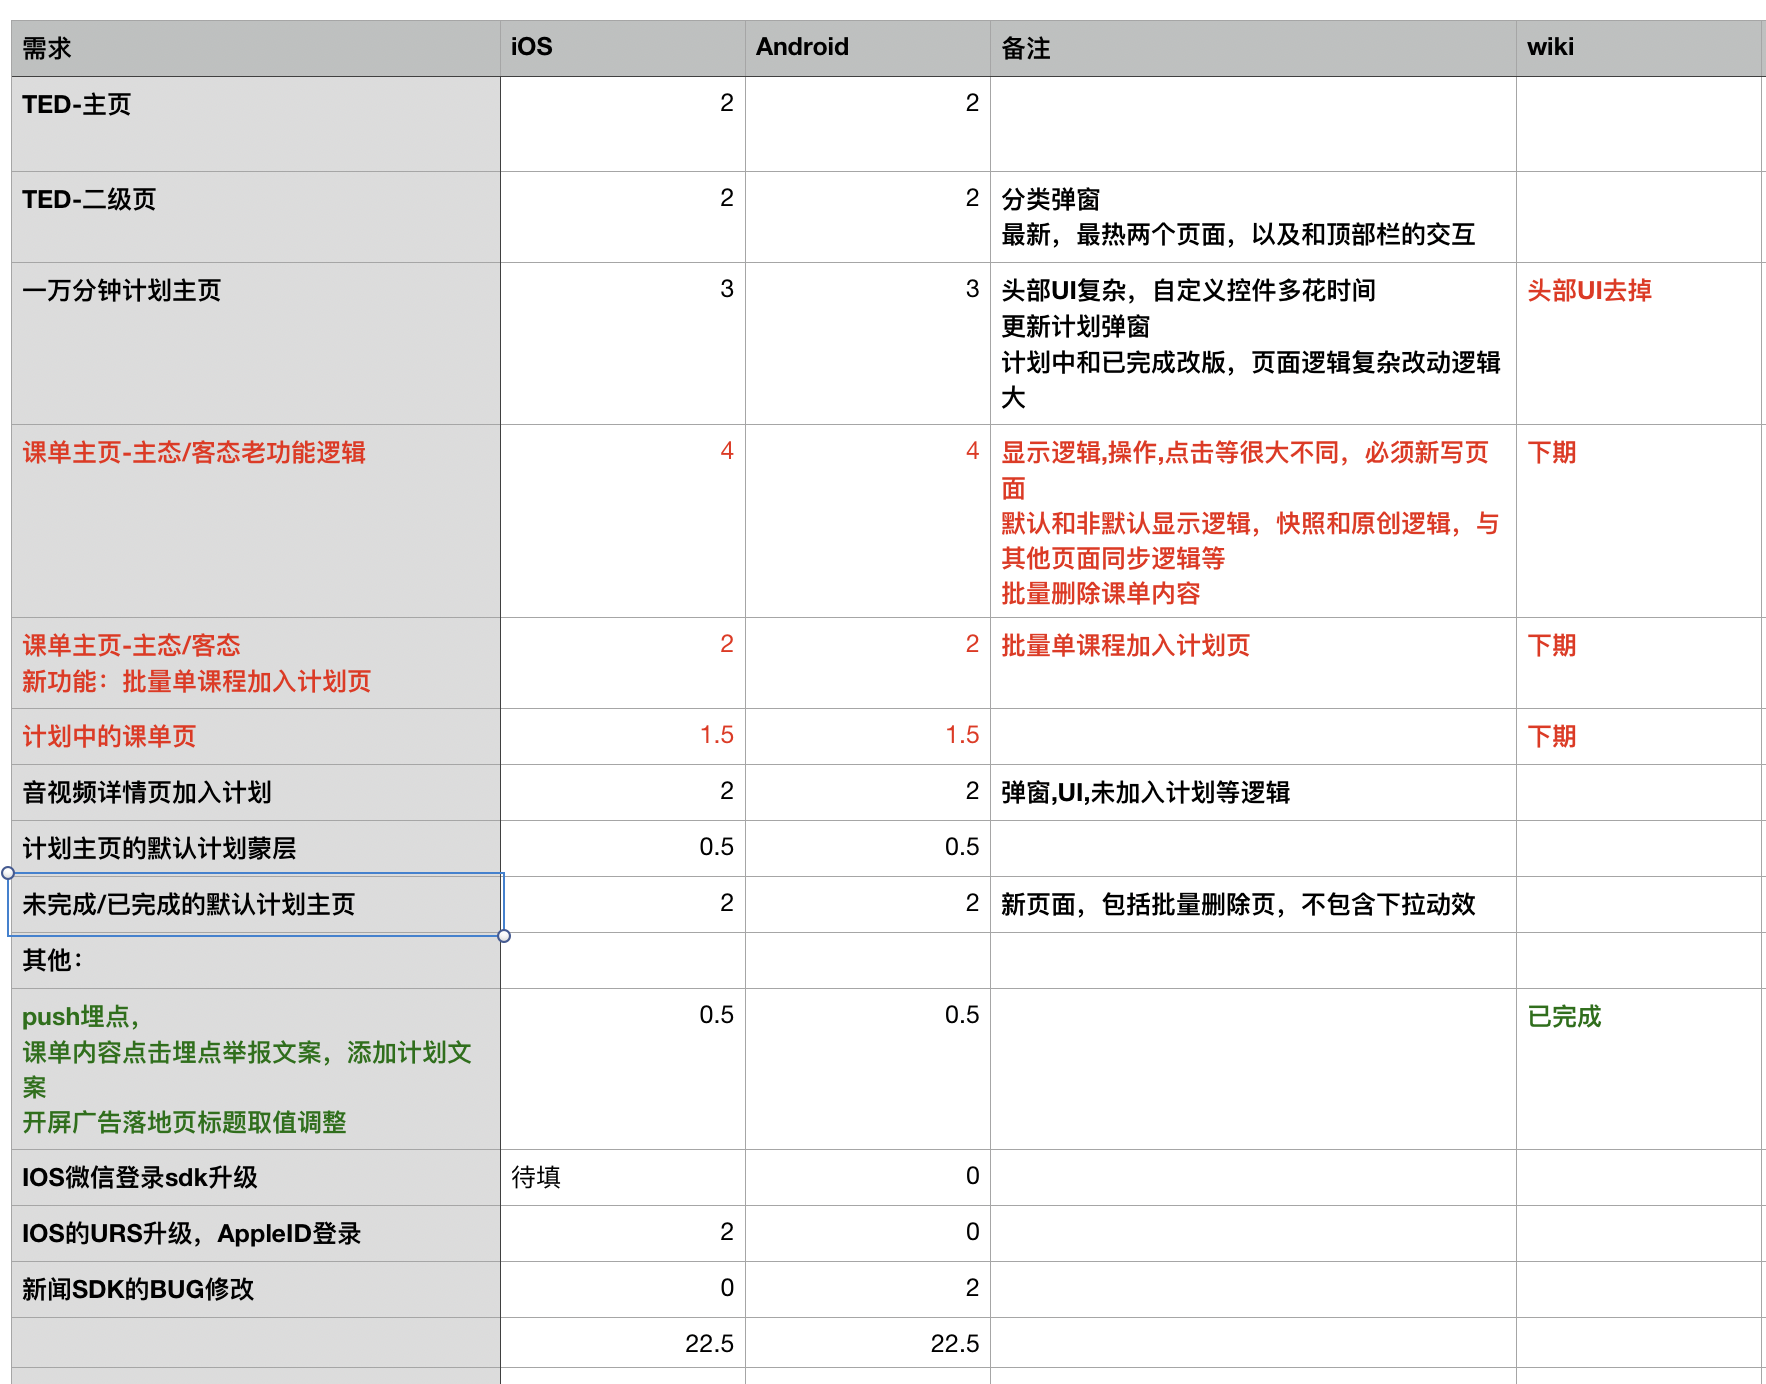 需求 iOS Android 备注 wiki
TED-主页 2 2
TED-二级页 2 2 分类弹窗
最新，最热两个页面，以及和顶部栏的交互
一万分钟计划主页 3 3 头部UI复杂，自定义控件多花时间 头部UI去掉
更新计划弹窗
计划中和已完成改版，页面逻辑复杂改动逻辑
大
课单主页-主态/客态老功能逻辑 4 4 显示逻辑,操作,点击等很大不同，必须新写页 下期
面
默认和非默认显示逻辑，快照和原创逻辑，与
其他页面同步逻辑等
批量删除课单内容
课单主页-主态/客态 2 2 批量单课程加入计划页 下期
新功能：批量单课程加入计划页
计划中的课单页 1.5 1.5 下期
音视频详情页加入计划 2 2 弹窗,UI,未加入计划等逻辑
计划主页的默认计划蒙层 0.5 0.5
未完成/已完成的默认计划主页 2 2 新页面，包括批量删除页，不包含下拉动效
其他：
push埋点， 0.5 0.5 已完成
课单内容点击埋点举报文案，添加计划文
案
开屏广告落地页标题取值调整
IOS微信登录sdk升级 待填 0
IOS的URS升级，AppleID登录 2 0
新闻SDK的BUG修改 0 2
22.5 22.5